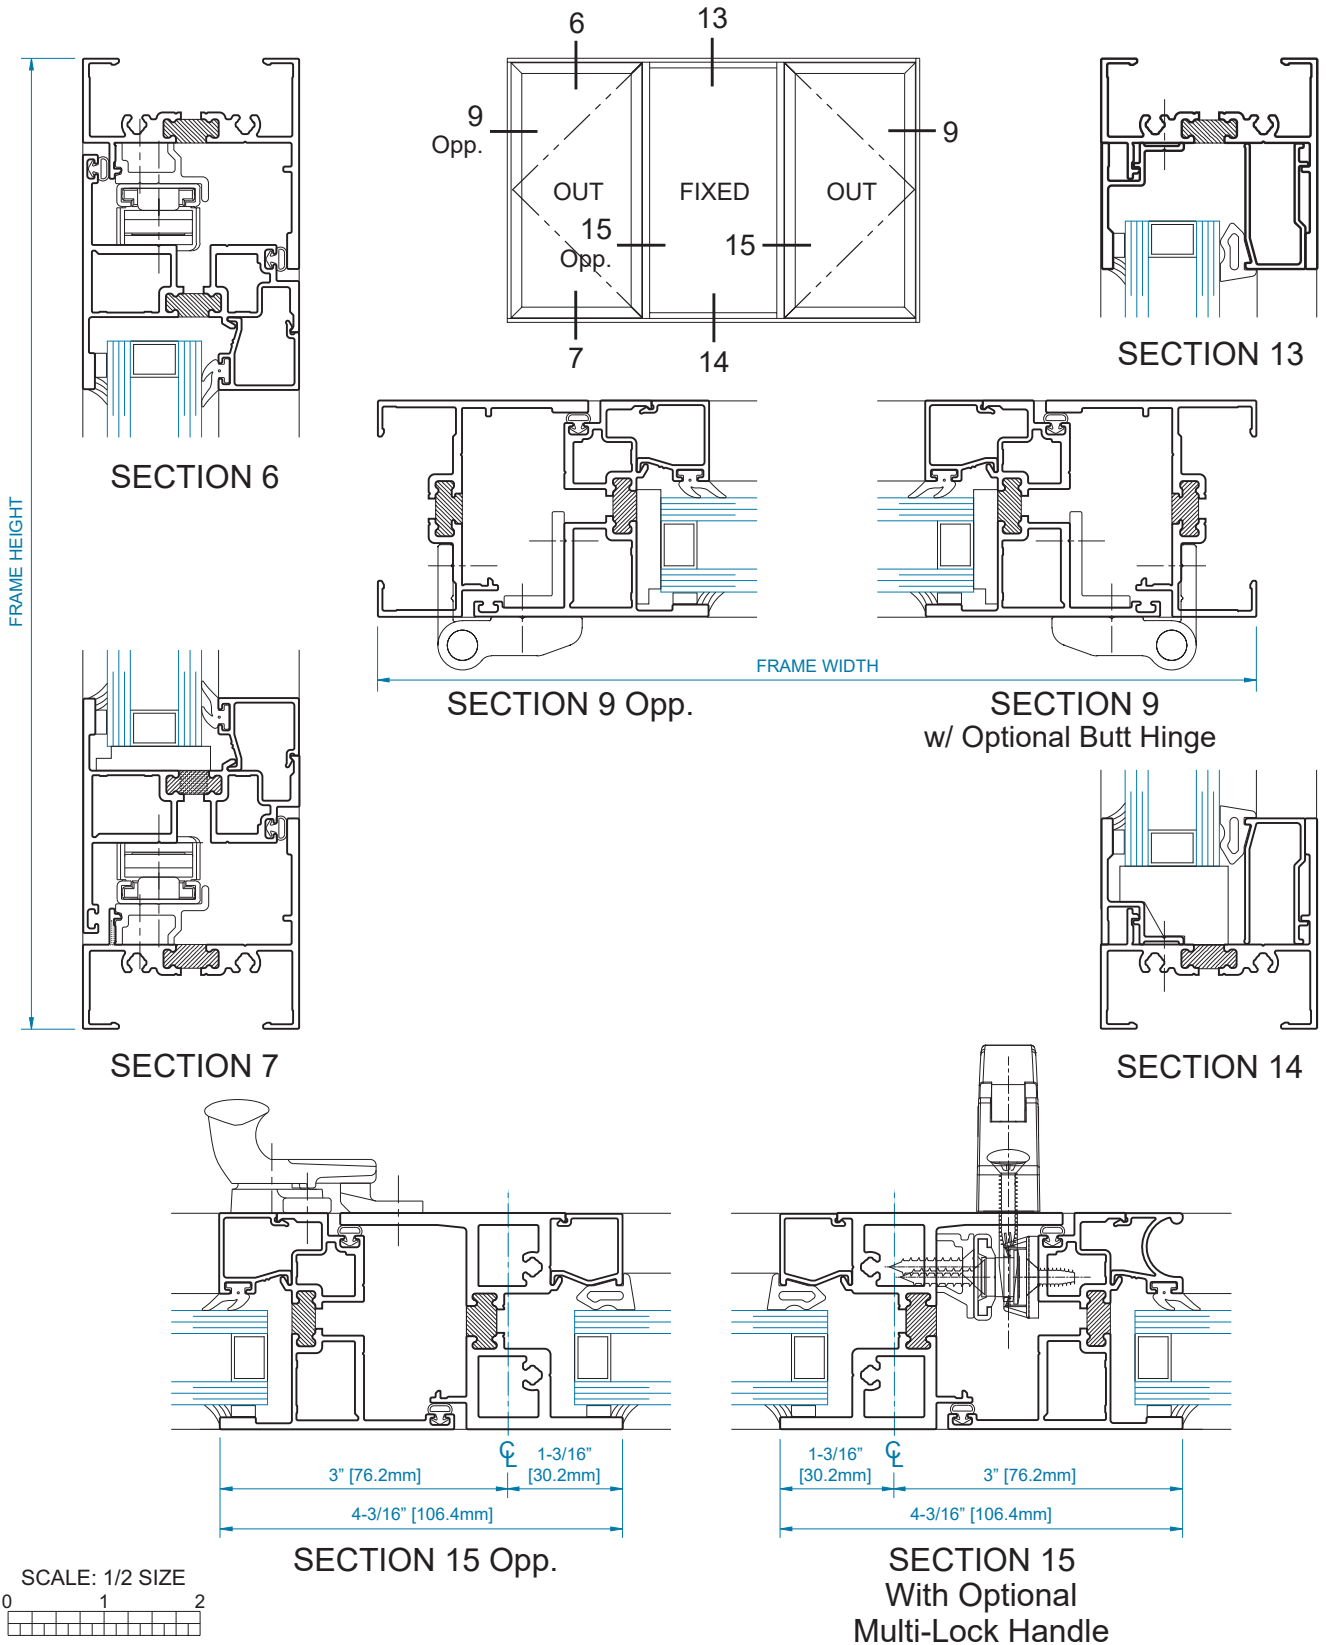 6
13
9
Opp.
9
OUT
FIXED
OUT
15
Opp.
15
7
14
SECTION 13
SECTION 6
FRAME HEIGHT
FRAME WIDTH
SECTION 9 Opp.
SECTION 9
w/ Optional Butt Hinge
SECTION 7
SECTION 14
℄
1-3/16”
[30.2mm]
3” [76.2mm]
4-3/16” [106.4mm]
SECTION 15 Opp.
1-3/16”
[30.2mm]
℄
3” [76.2mm]
4-3/16” [106.4mm]
SECTION 15
With Optional
Multi-Lock Handle
SCALE: 1/2 SIZE
0 1 2